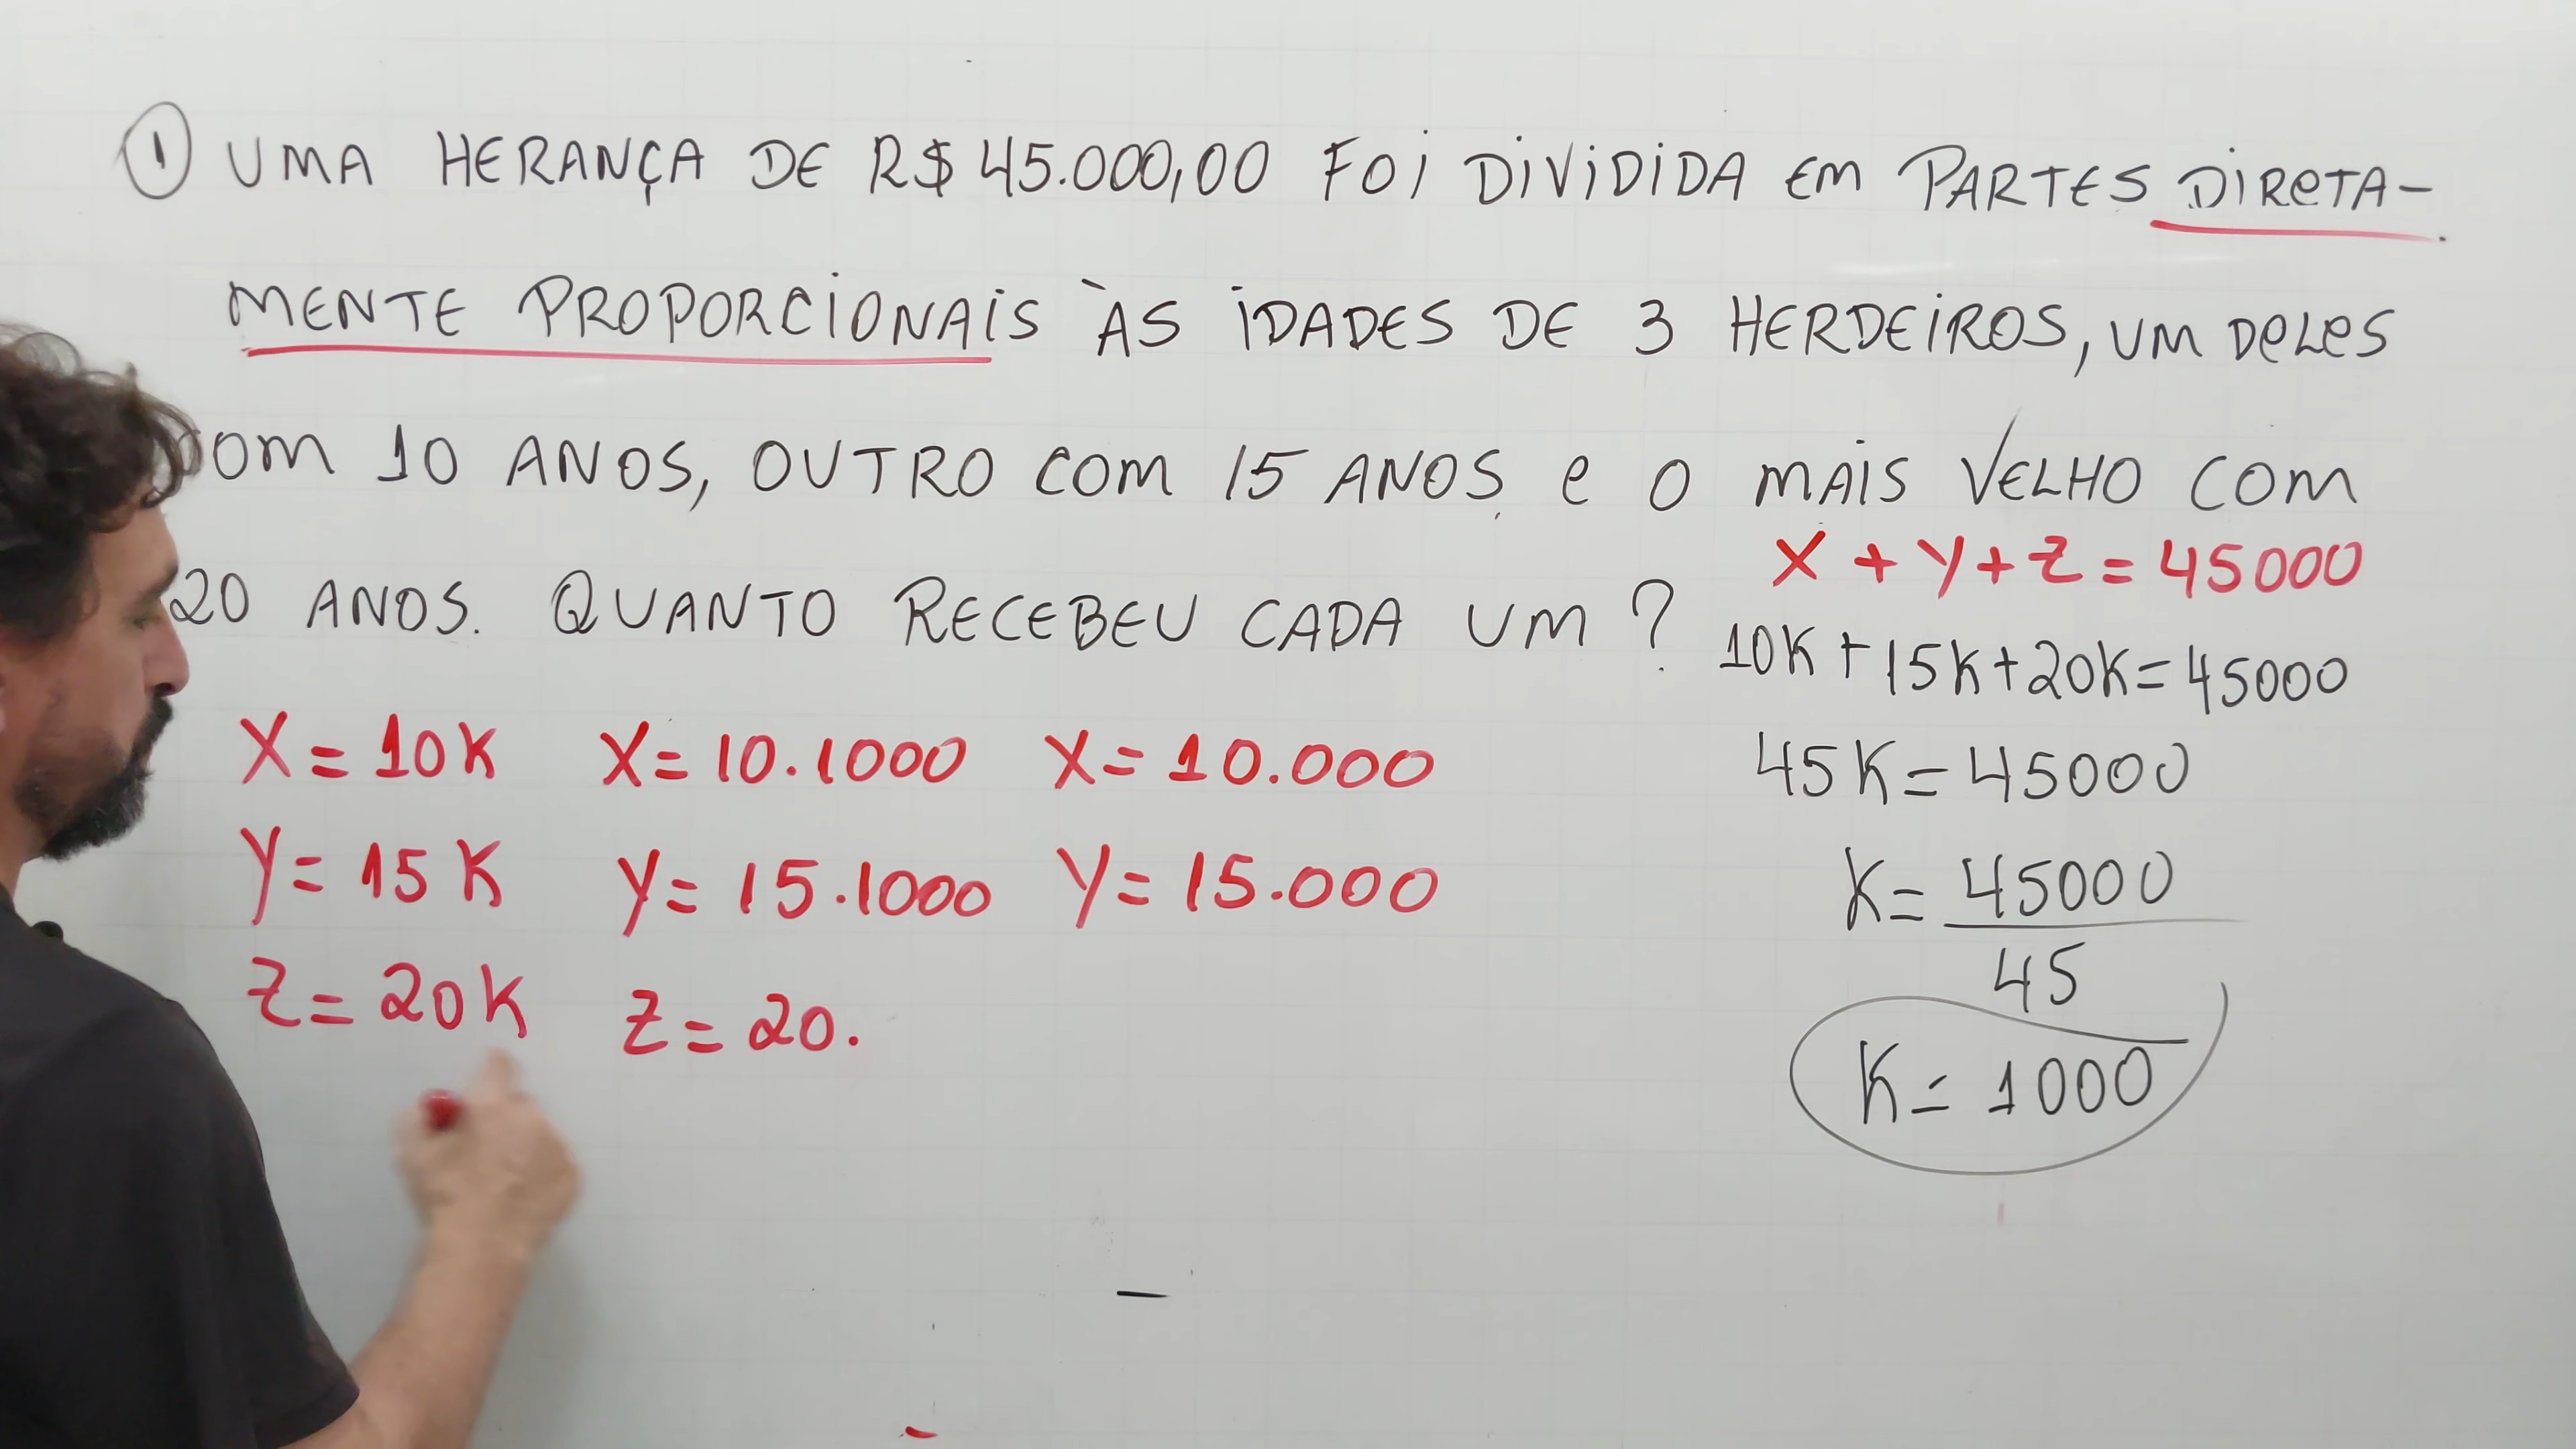 1 UMA HERANÇA DE R$ 45.000,00 FOI DIVIDIDA EM PARTES DIRETA-
MENTE PROPORCIONAIS ÀS IDADES DE 3 HERDEIROS, UM DELES
OM 10 ANOS, OUTRO COM 15 ANOS E O MAIS VELHO COM
20 ANOS. QUANTO RECEBEU CADA UM?
X + Y + Z = 45000
10K + 15K + 20K = 45000
45K = 45000
K = 45000
45
K = 1000
X = 10K X = 10.1000 X = 10.000
Y = 15K Y = 15.1000 Y = 15.000
Z = 20K Z = 20.